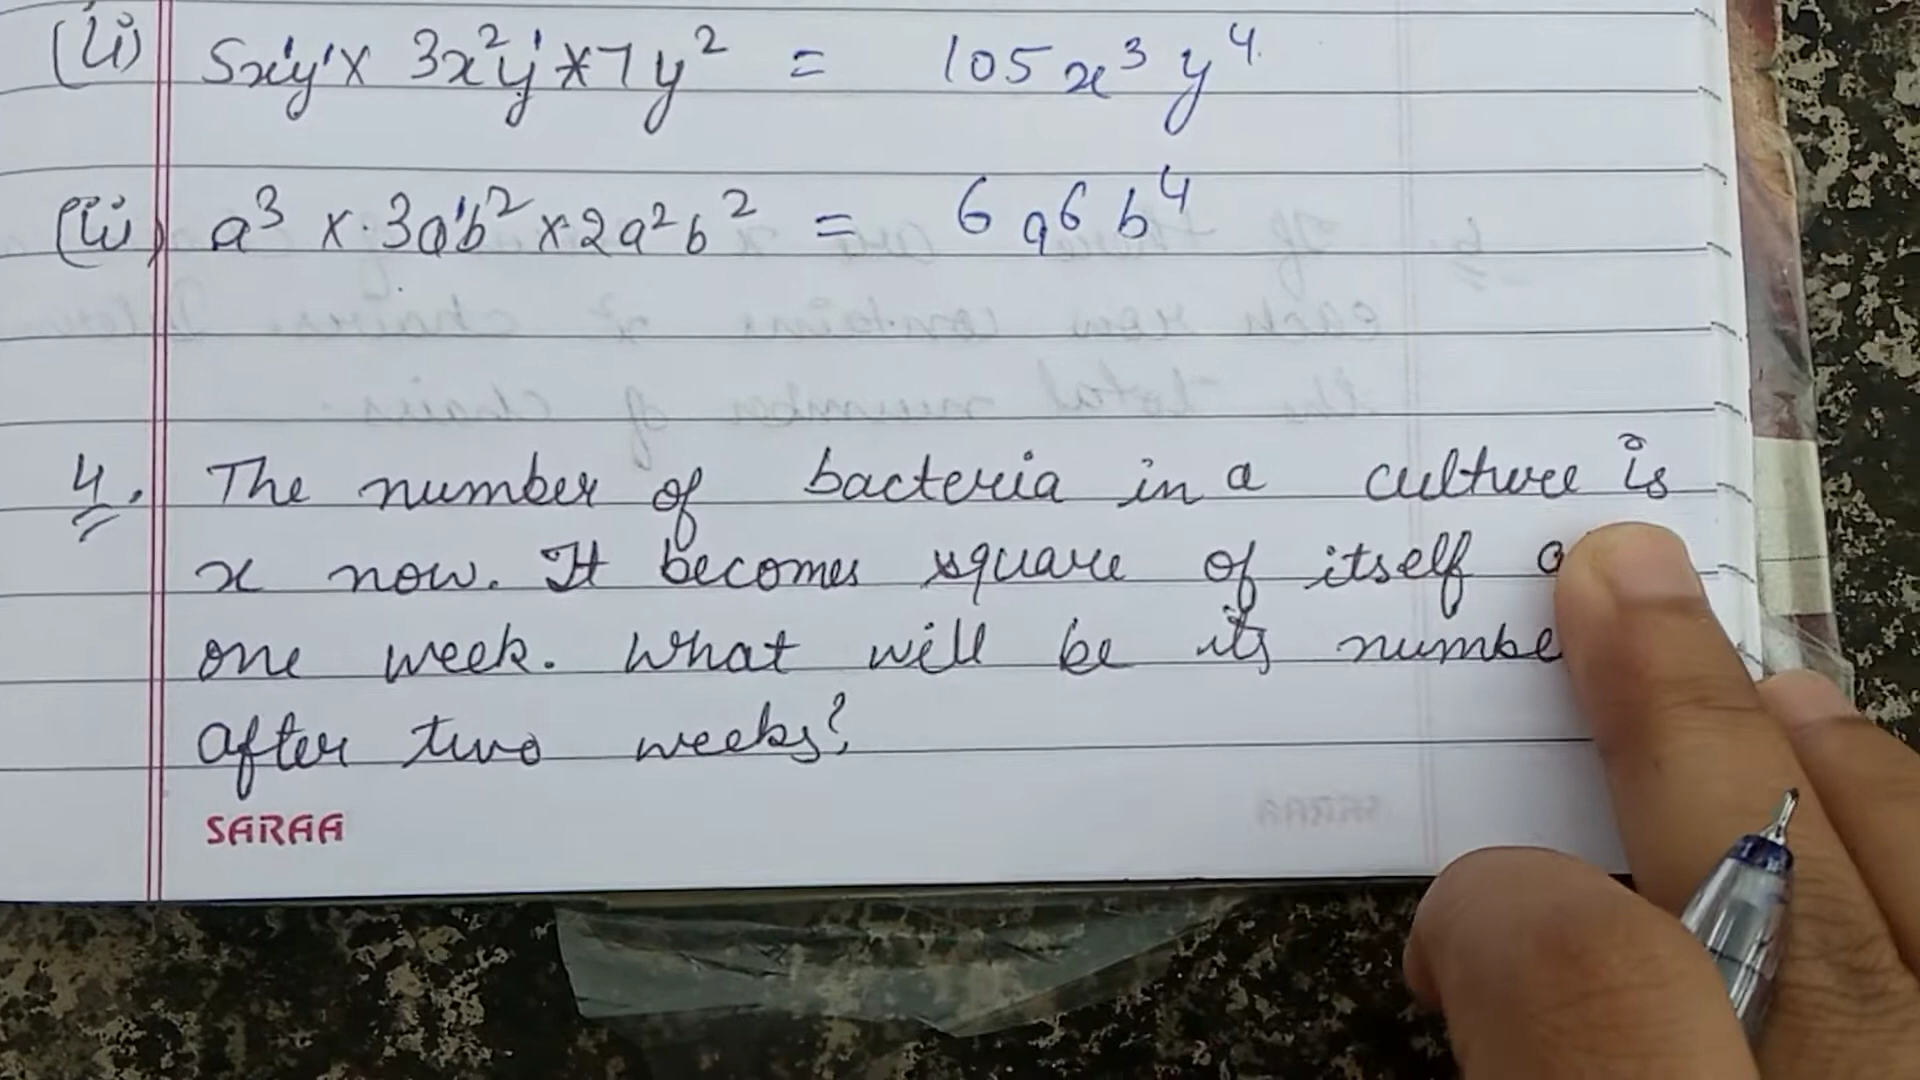 (ii) 5x¹y¹ × 3x²y¹ × 7y² = 105x³y⁴
(iii) a³ × 3a¹b² × 2a²b² = 6a⁶b⁴
4. The number of bacteria in a culture is
x now. It becomes square of itself
one week. What will be its numbe
after two weeks?
SARAA